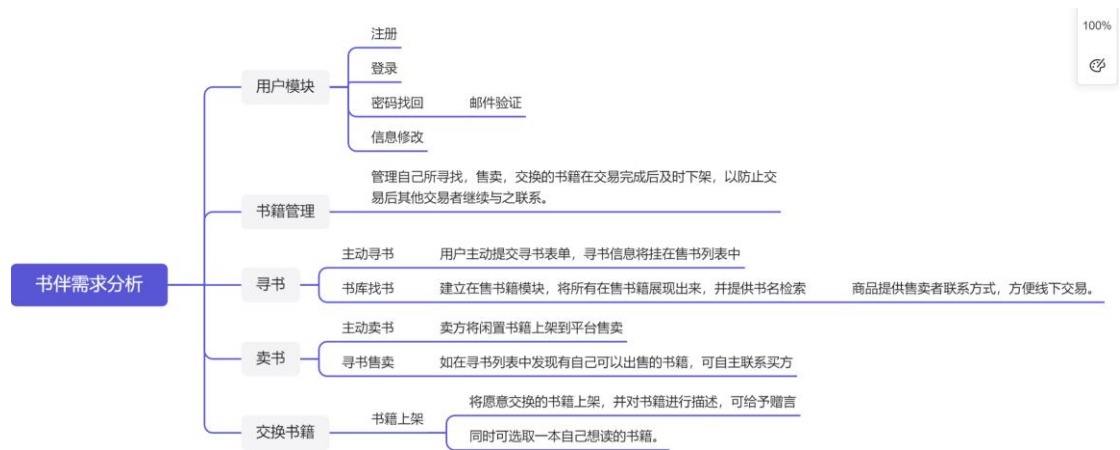 注册
100%
登录
用户模块
密码找回
邮件验证
信息修改
管理自己所寻找，售卖，交换的书籍在交易完成后及时下架，以防止交
易后其他交易者继续与之联系。
书籍管理
主动寻书
用户主动提交寻书表单，寻书信息将挂在售书列表中
书伴需求分析
寻书
书库找书
建立在售书籍模块，将所有在售书籍展现出来，并提供书名检索
商品提供售卖者联系方式，方便线下交易。
主动卖书
卖方将闲置书籍上架到平台售卖
卖书
寻书售卖
如在寻书列表中发现有自己可以出售的书籍，可自主联系买方
将愿意交换的书籍上架，并对书籍进行描述，可给予赠言
书籍上架
交换书籍
同时可选取一本自己想读的书籍。